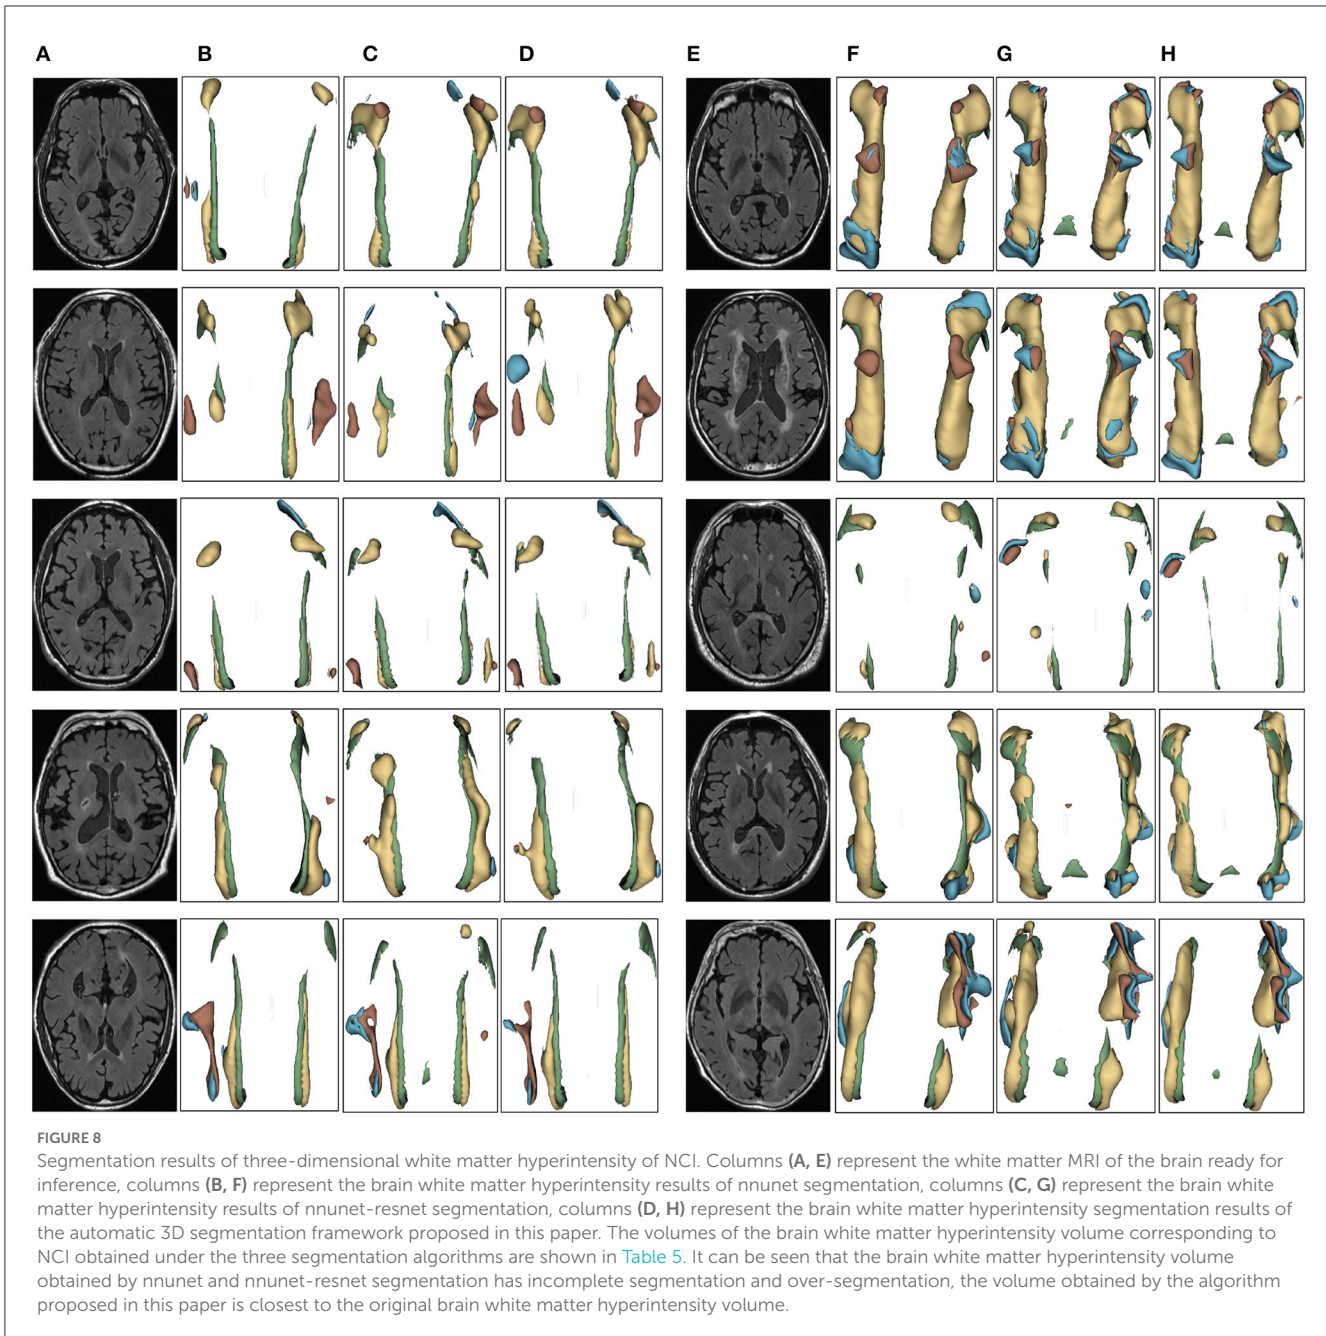 A B C D E F G H
FIGURE 8
Segmentation results of three-dimensional white matter hyperintensity of NCI. Columns (A, E) represent the white matter MRI of the brain ready for
inference, columns (B, F) represent the brain white matter hyperintensity results of nnunet segmentation, columns (C, G) represent the brain white
matter hyperintensity results of nnunet-resnet segmentation, columns (D, H) represent the brain white matter hyperintensity segmentation results of
the automatic 3D segmentation framework proposed in this paper. The volumes of the brain white matter hyperintensity volume corresponding to
NCI obtained under the three segmentation algorithms are shown in Table 5. It can be seen that the brain white matter hyperintensity volume
obtained by nnunet and nnunet-resnet segmentation has incomplete segmentation and over-segmentation, the volume obtained by the algorithm
proposed in this paper is closest to the original brain white matter hyperintensity volume.